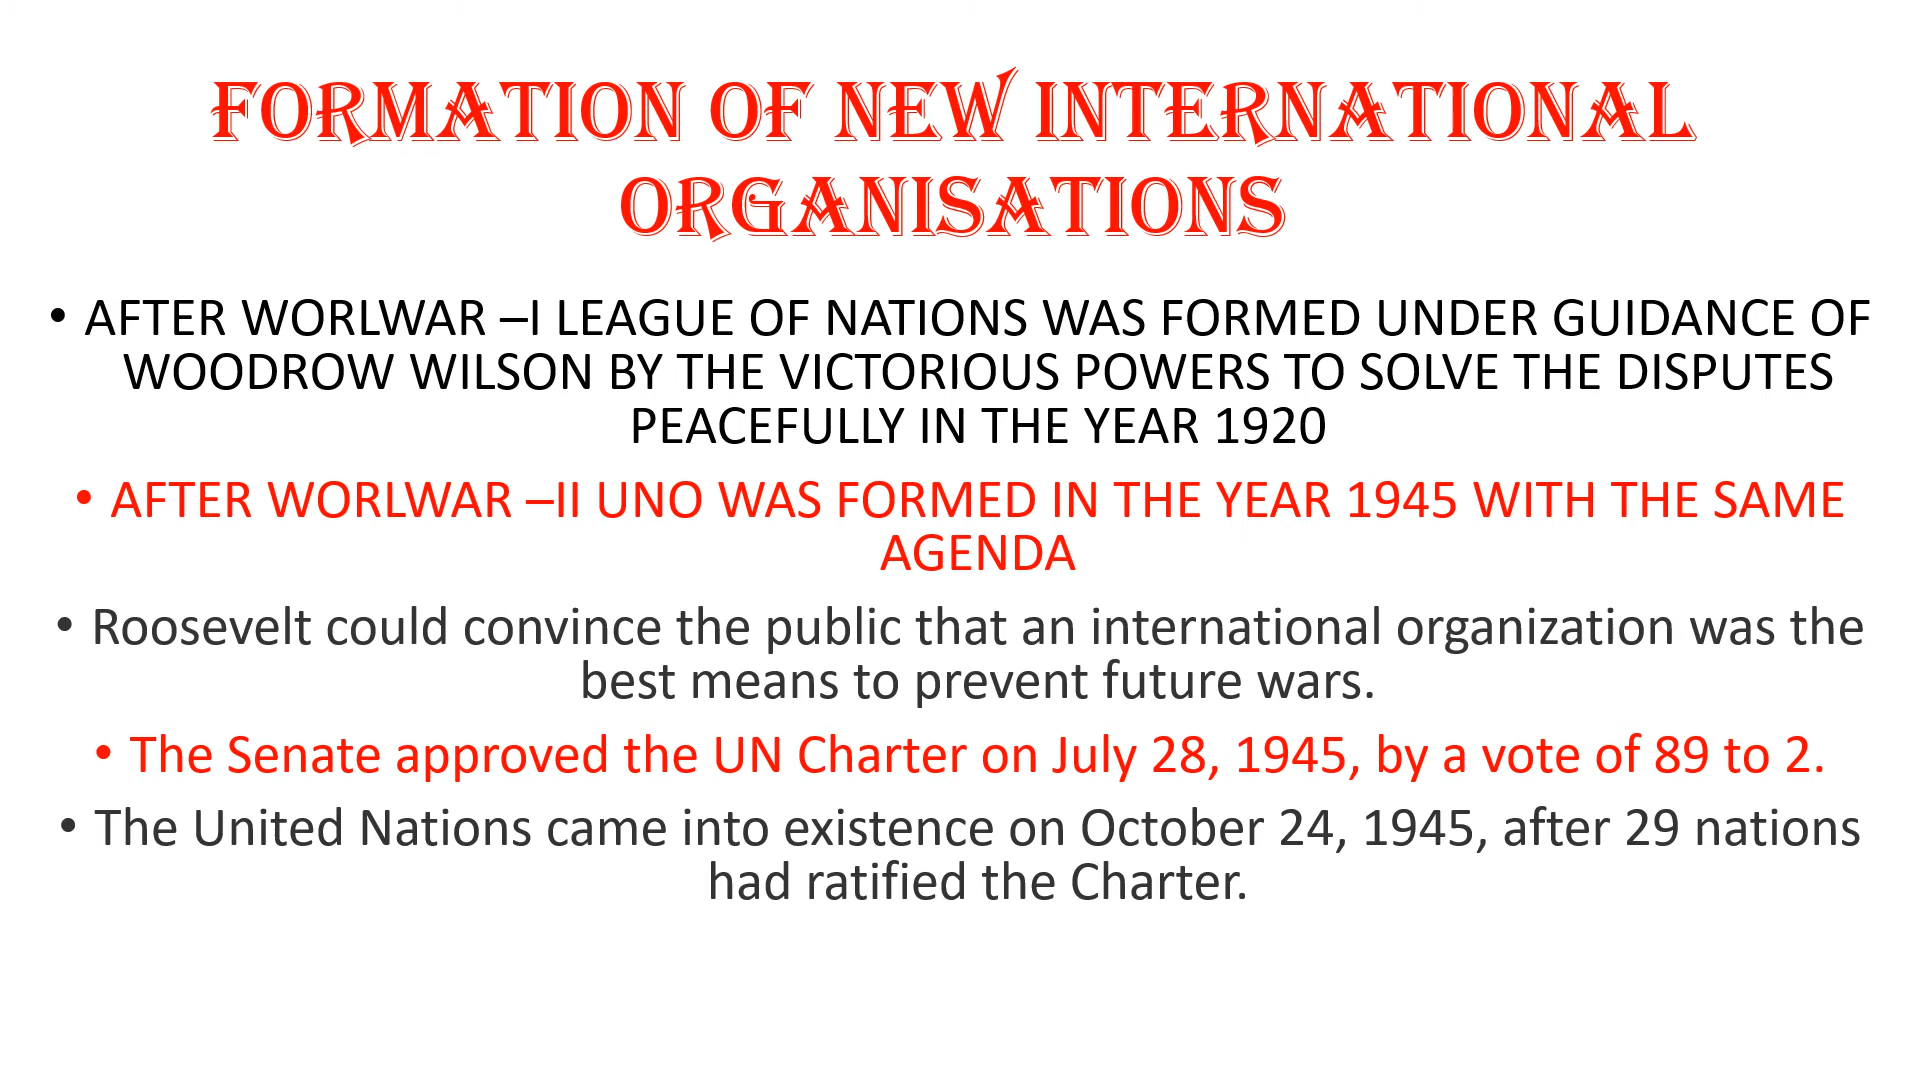 FORMATION OF NEW INTERNATIONAL
ORGANISATIONS
• AFTER WORLWAR –I LEAGUE OF NATIONS WAS FORMED UNDER GUIDANCE OF
WOODROW WILSON BY THE VICTORIOUS POWERS TO SOLVE THE DISPUTES
PEACEFULLY IN THE YEAR 1920
• AFTER WORLWAR –II UNO WAS FORMED IN THE YEAR 1945 WITH THE SAME
AGENDA
• Roosevelt could convince the public that an international organization was the
best means to prevent future wars.
• The Senate approved the UN Charter on July 28, 1945, by a vote of 89 to 2.
• The United Nations came into existence on October 24, 1945, after 29 nations
had ratified the Charter.